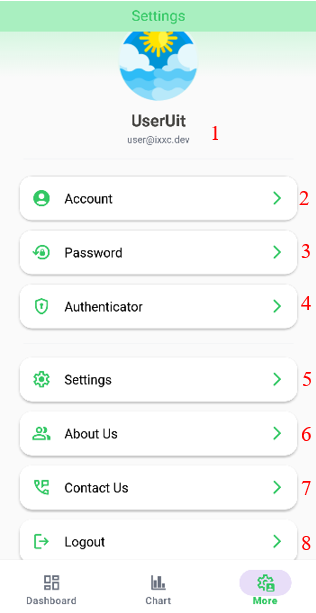 Settings
UserUit
user@ixxc.dev 1
Account 2
Password 3
Authenticator 4
Settings 5
About Us 6
Contact Us 7
Logout 8
Dashboard Chart More